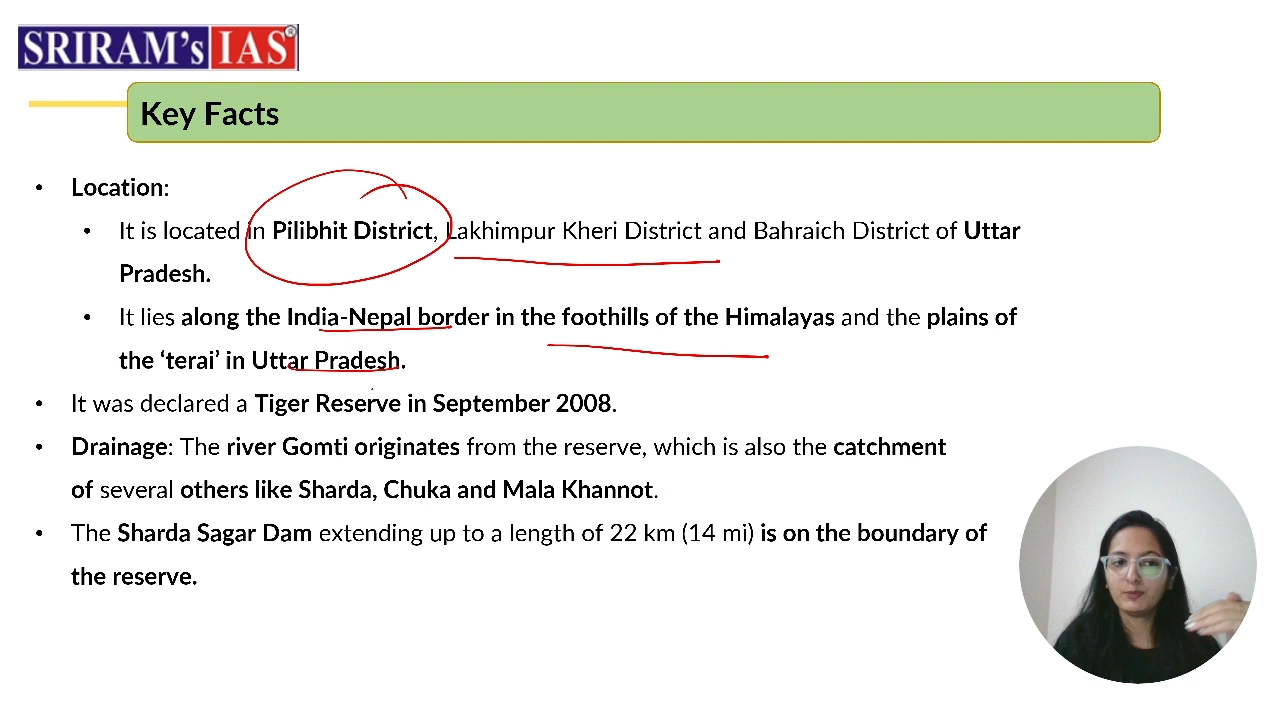 SRIRAM's IAS®
Key Facts
• Location:
• It is located in Pilibhit District, Lakhimpur Kheri District and Bahraich District of Uttar
Pradesh.
• It lies along the India-Nepal border in the foothills of the Himalayas and the plains of
the ‘terai’ in Uttar Pradesh.
• It was declared a Tiger Reserve in September 2008.
• Drainage: The river Gomti originates from the reserve, which is also the catchment
of several others like Sharda, Chuka and Mala Khannot.
• The Sharda Sagar Dam extending up to a length of 22 km (14 mi) is on the boundary of
the reserve.